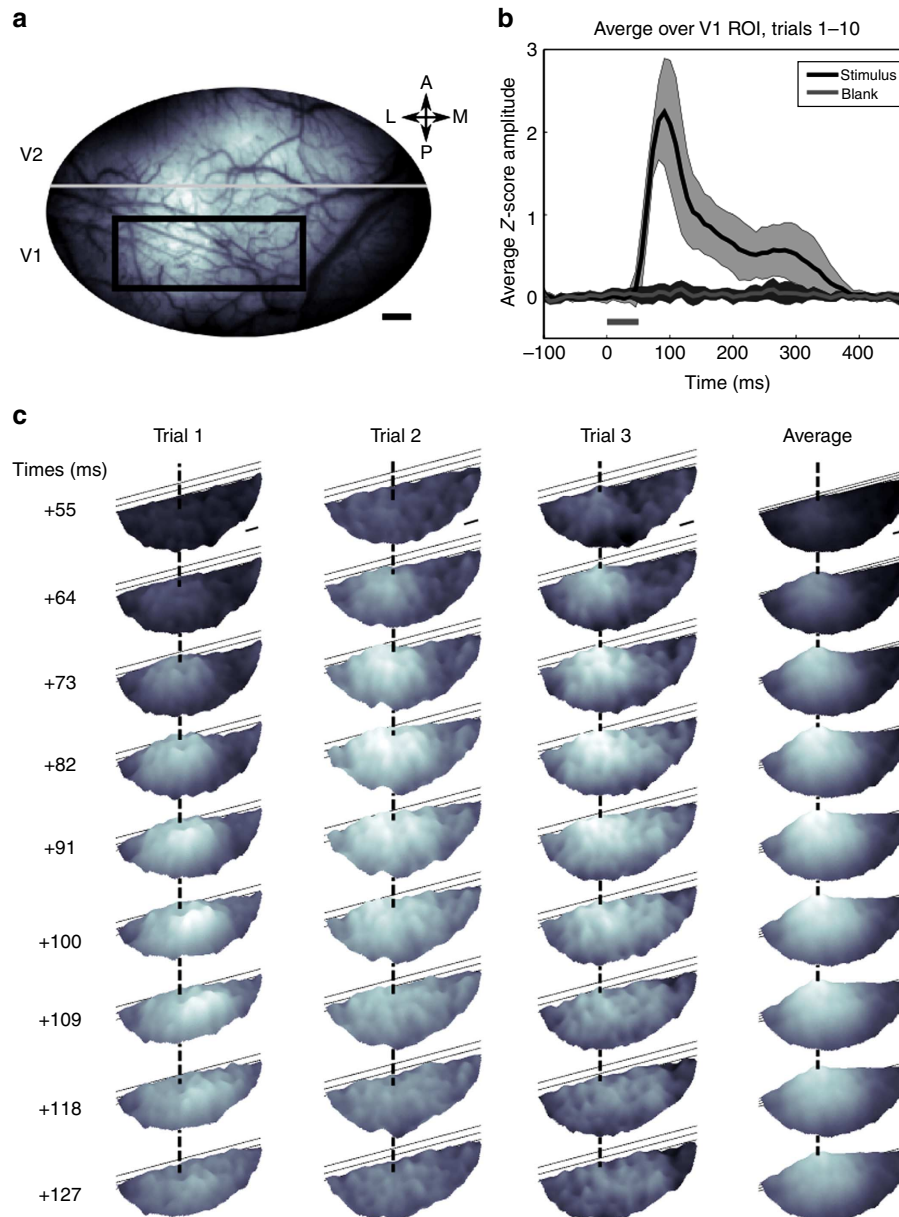 a
A
L
M
P
V2
V1
b
Averge over V1 ROI, trials 1–10
Average Z-score amplitude
3
2
1
0
Stimulus
Blank
–100 0 100 200 300 400
Time (ms)
c
Trial 1 Trial 2 Trial 3 Average
Times (ms)
+55
+64
+73
+82
+91
+100
+109
+118
+127